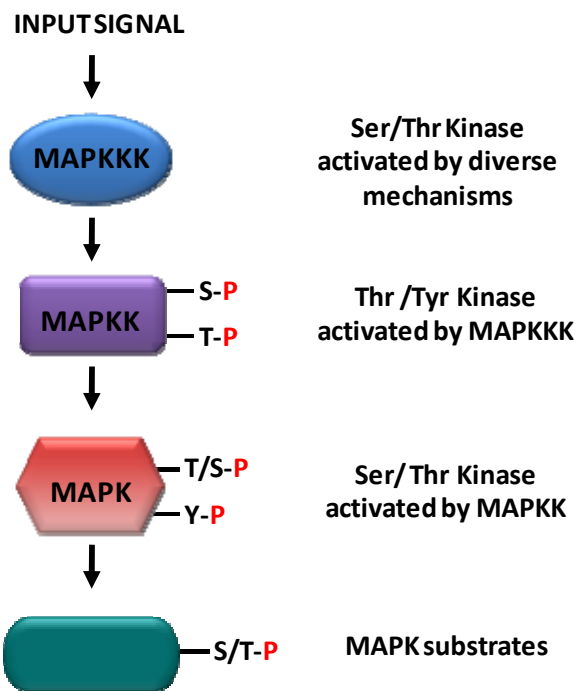 INPUT SIGNAL
MAPKKK
Ser/Thr Kinase
activated by diverse
mechanisms
MAPKK
S-P
T-P
Thr /Tyr Kinase
activated by MAPKKK
MAPK
T/S-P
Y-P
Ser/ Thr Kinase
activated by MAPKK
S/T-P
MAPK substrates